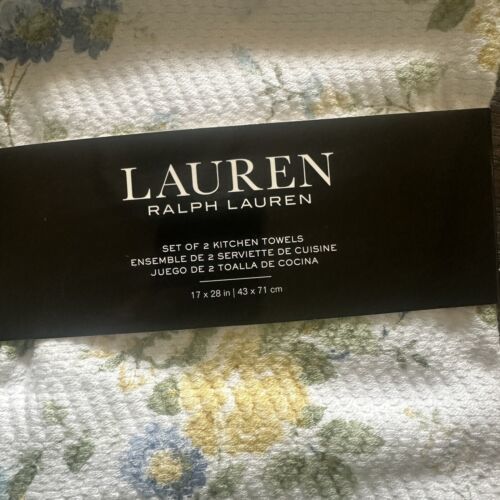 LAUREN
RALPH LAUREN
SET OF 2 KITCHEN TOWELS
ENSEMBLE DE 2 SERVIETTE DE CUISINE
JUEGO DE 2 TOALLA DE COCINA
17 x 28 in | 43 x 71 cm